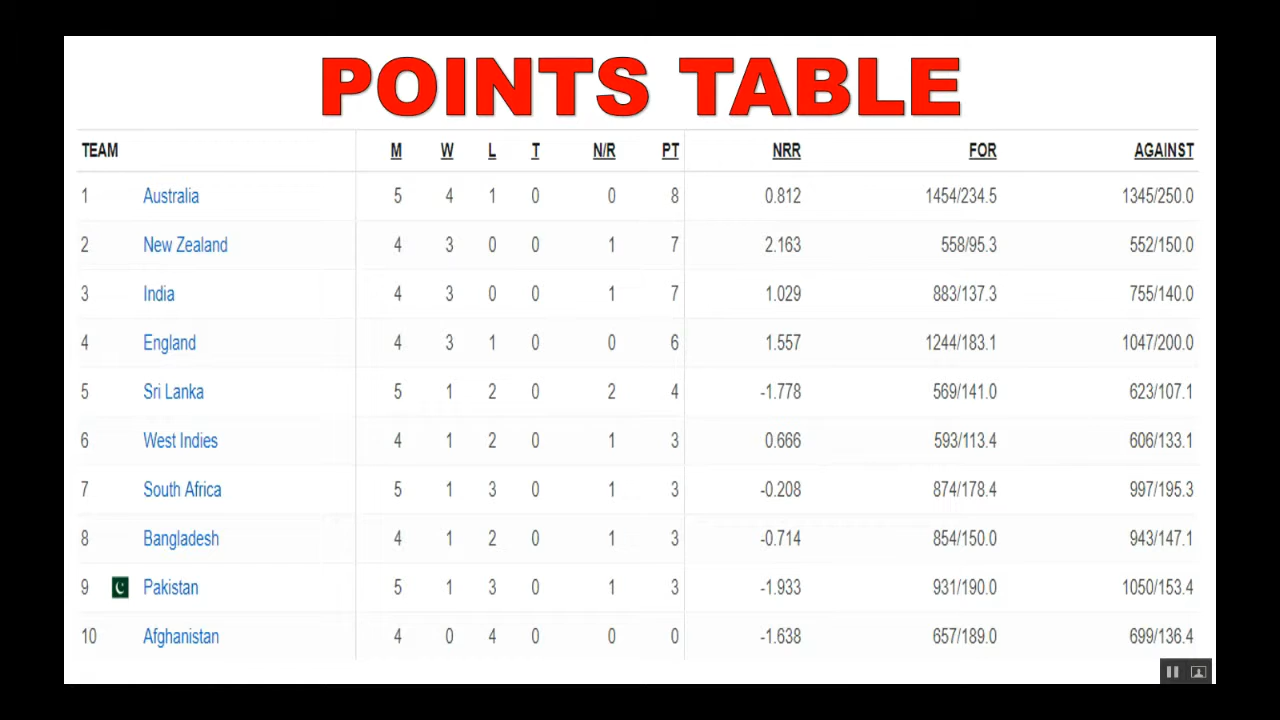 POINTS TABLE
TEAM M W L T N/R PT NRR FOR AGAINST
1 Australia 5 4 1 0 0 8 0.812 1454/234.5 1345/250.0
2 New Zealand 4 3 0 0 1 7 2.163 558/95.3 552/150.0
3 India 4 3 0 0 1 7 1.029 883/137.3 755/140.0
4 England 4 3 1 0 0 6 1.557 1244/183.1 1047/200.0
5 Sri Lanka 5 1 2 0 2 4 -1.778 569/141.0 623/107.1
6 West Indies 4 1 2 0 1 3 0.666 593/113.4 606/133.1
7 South Africa 5 1 3 0 1 3 -0.208 874/178.4 997/195.3
8 Bangladesh 4 1 2 0 1 3 -0.714 854/150.0 943/147.1
9 Pakistan 5 1 3 0 1 3 -1.933 931/190.0 1050/153.4
10 Afghanistan 4 0 4 0 0 0 -1.638 657/189.0 699/136.4